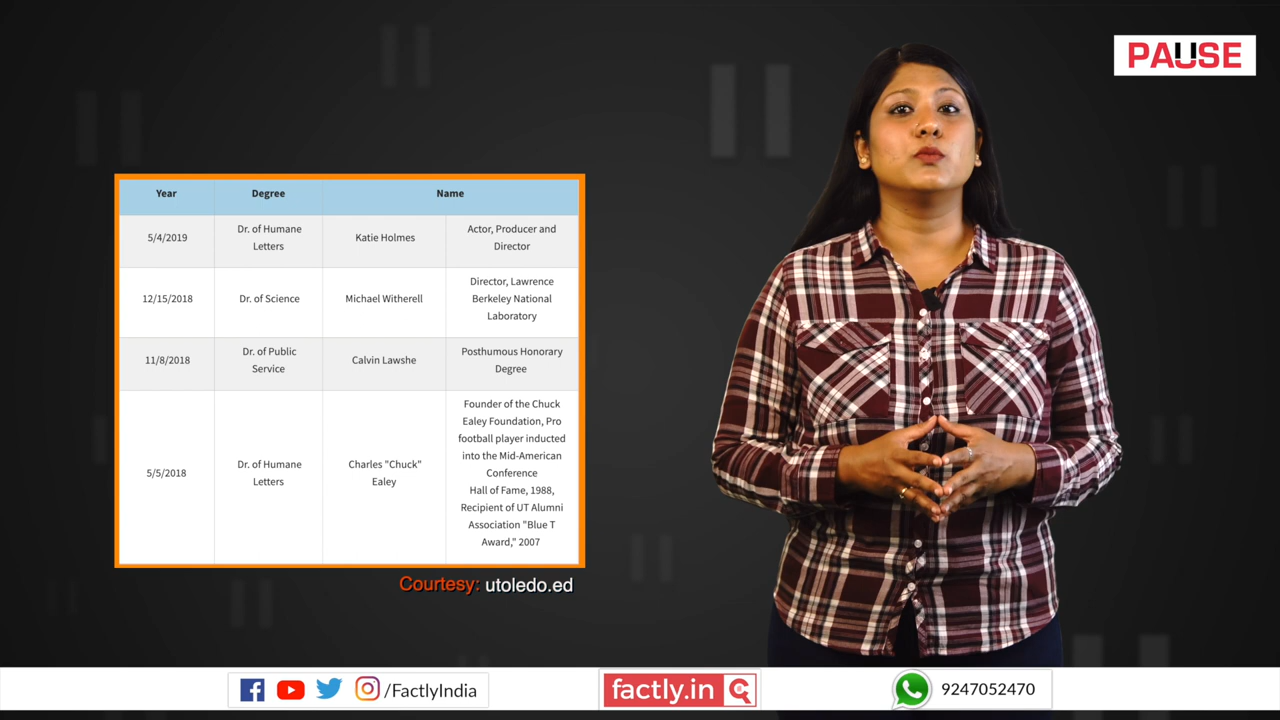 PAUSE
Year Degree Name
5/4/2019
Dr. of Humane
Letters
Katie Holmes
Actor, Producer and
Director
12/15/2018
Dr. of Science
Michael Witherell
Director, Lawrence
Berkeley National
Laboratory
11/8/2018
Dr. of Public
Service
Calvin Lawshe
Posthumous Honorary
Degree
5/5/2018
Dr. of Humane
Letters
Charles "Chuck"
Ealey
Founder of the Chuck
Ealey Foundation, Pro
football player inducted
into the Mid-American
Conference
Hall of Fame, 1988,
Recipient of UT Alumni
Association "Blue T
Award," 2007
Courtesy: utoledo.ed
/FactlyIndia
factly.in
9247052470